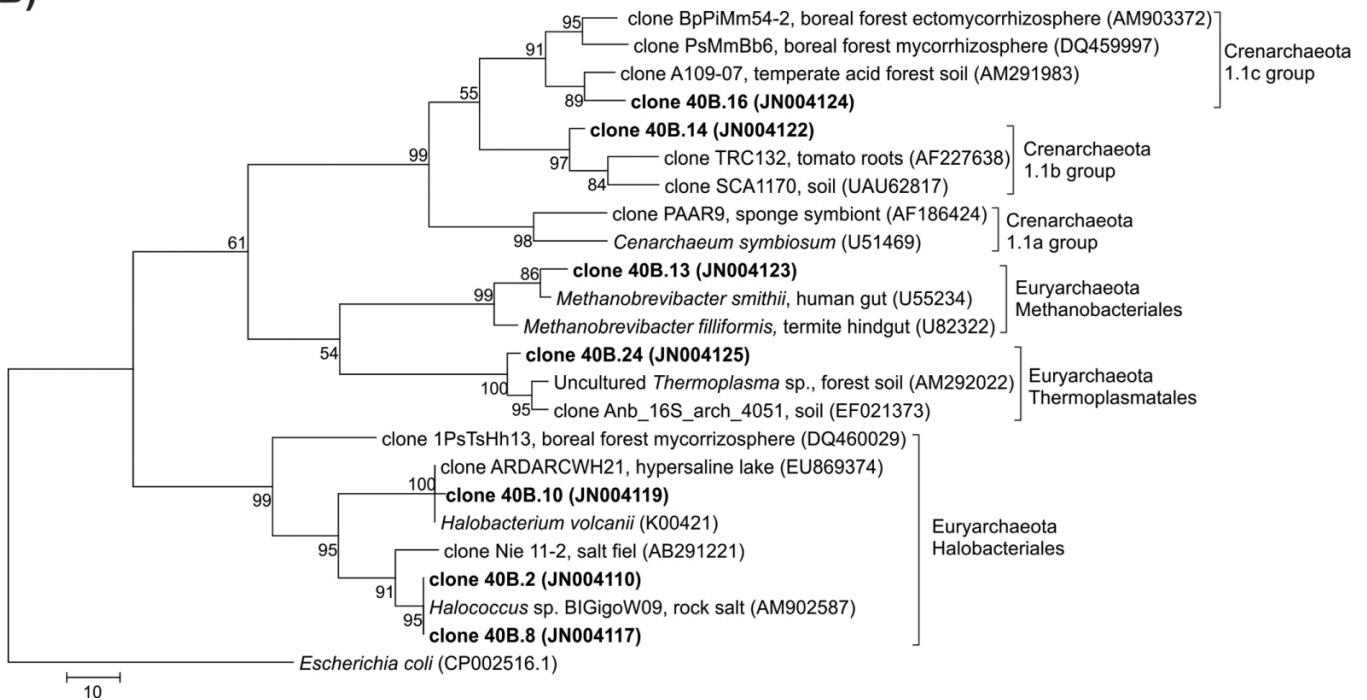 95
clone BpPiMm54-2, boreal forest ectomycorrhizosphere (AM903372)
91
clone PsMmBb6, boreal forest mycorrhizosphere (DQ459997)
Crenarchaeota
1.1c group
clone A109-07, temperate acid forest soil (AM291983)
55
89
clone 40B.16 (JN004124)
clone 40B.14 (JN004122)
99
97
clone TRC132, tomato roots (AF227638)
Crenarchaeota
1.1b group
84
clone SCA1170, soil (UAU62817)
clone PAAR9, sponge symbiont (AF186424)
Crenarchaeota
1.1a group
61
98
Cenarchaeum symbiosum (U51469)
86
clone 40B.13 (JN004123)
99
Methanobrevibacter smithii, human gut (U55234)
Euryarchaeota
Methanobacteriales
Methanobrevibacter filliformis, termite hindgut (U82322)
54
clone 40B.24 (JN004125)
100
Uncultured Thermoplasma sp., forest soil (AM292022)
Euryarchaeota
Thermoplasmatales
95
clone Anb_16S_arch_4051, soil (EF021373)
clone 1PsTsHh13, boreal forest mycorrizosphere (DQ460029)
clone ARDARCWH21, hypersaline lake (EU869374)
99
100
clone 40B.10 (JN004119)
Halobacterium volcanii (K00421)
Euryarchaeota
Halobacteriales
95
clone Nie 11-2, salt fiel (AB291221)
91
clone 40B.2 (JN004110)
Halococcus sp. BIGigoW09, rock salt (AM902587)
95
clone 40B.8 (JN004117)
Escherichia coli (CP002516.1)
10